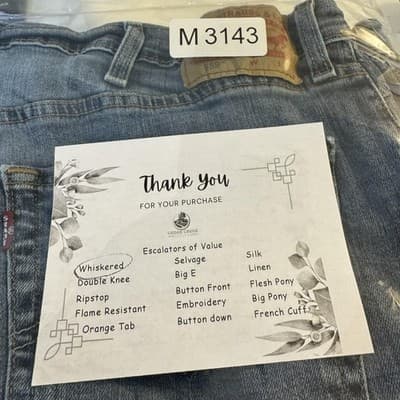 M 3143
Thank You
FOR YOUR PURCHASE
Escalators of Value
Whiskered
Double Knee
Ripstop
Flame Resistant
Orange Tab
Selvage
Big E
Button Front
Embroidery
Button down
Silk
Linen
Flesh Pony
Big Pony
French Cuff